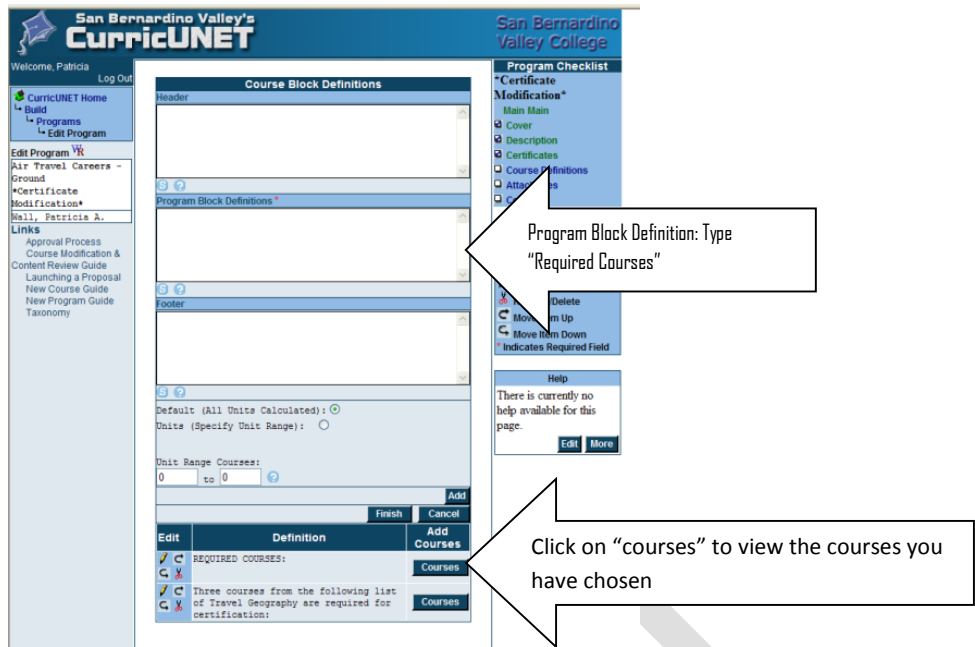 San Bernardino Valley's
CurricUNET
San Bernardino
Valley College
Welcome, Patricia
Log Out
CurricUNET Home
Build
Programs
Edit Program
Edit Program WR
Air Travel Careers -
Ground
*Certificate
Modification*
Wall, Patricia A.
Links
Approval Process
Course Modification &
Content Review Guide
Launching a Proposal
New Course Guide
New Program Guide
Taxonomy
Course Block Definitions
Header
Program Block Definitions *
Footer
Default (All Units Calculated):
Units (Specify Unit Range):
Unit Range Courses:
0 to 0
Add
Finish Cancel
Edit Definition Add
Courses
REQUIRED COURSES:
Courses
Three courses from the following list
of Travel Geography are required for
certification:
Courses
Program Checklist
*Certificate
Modification*
Main Main
Cover
Description
Certificates
Course Definitions
/Delete
Move Item Up
Move Item Down
* Indicates Required Field
Help
There is currently no
help available for this
page.
Edit More
Program Block Definition: Type
“Required Courses”
Click on “courses” to view the courses you
have chosen